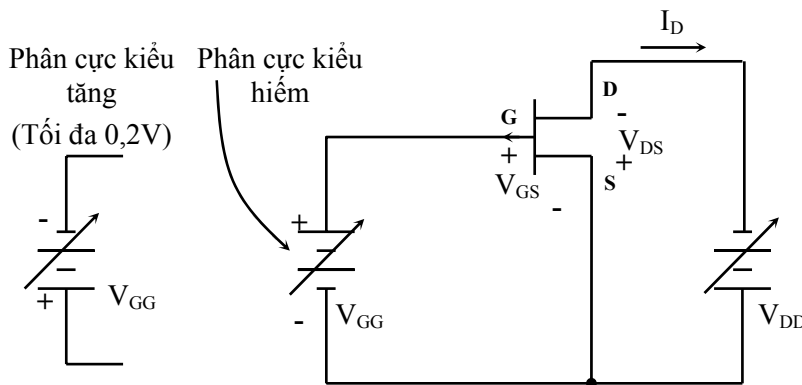 I_D
Phân cực kiểu tăng
(Tối đa 0,2V)
Phân cực kiểu hiếm
G
D
S
-
V_DS
+
+
V_GS
-
-
+
V_GG
+
-
V_GG
V_DD